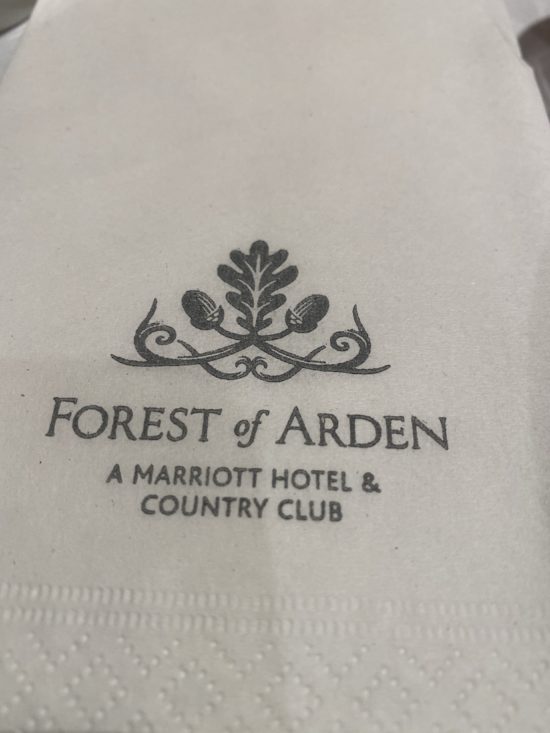 FOREST of ARDEN
A MARRIOTT HOTEL &
COUNTRY CLUB